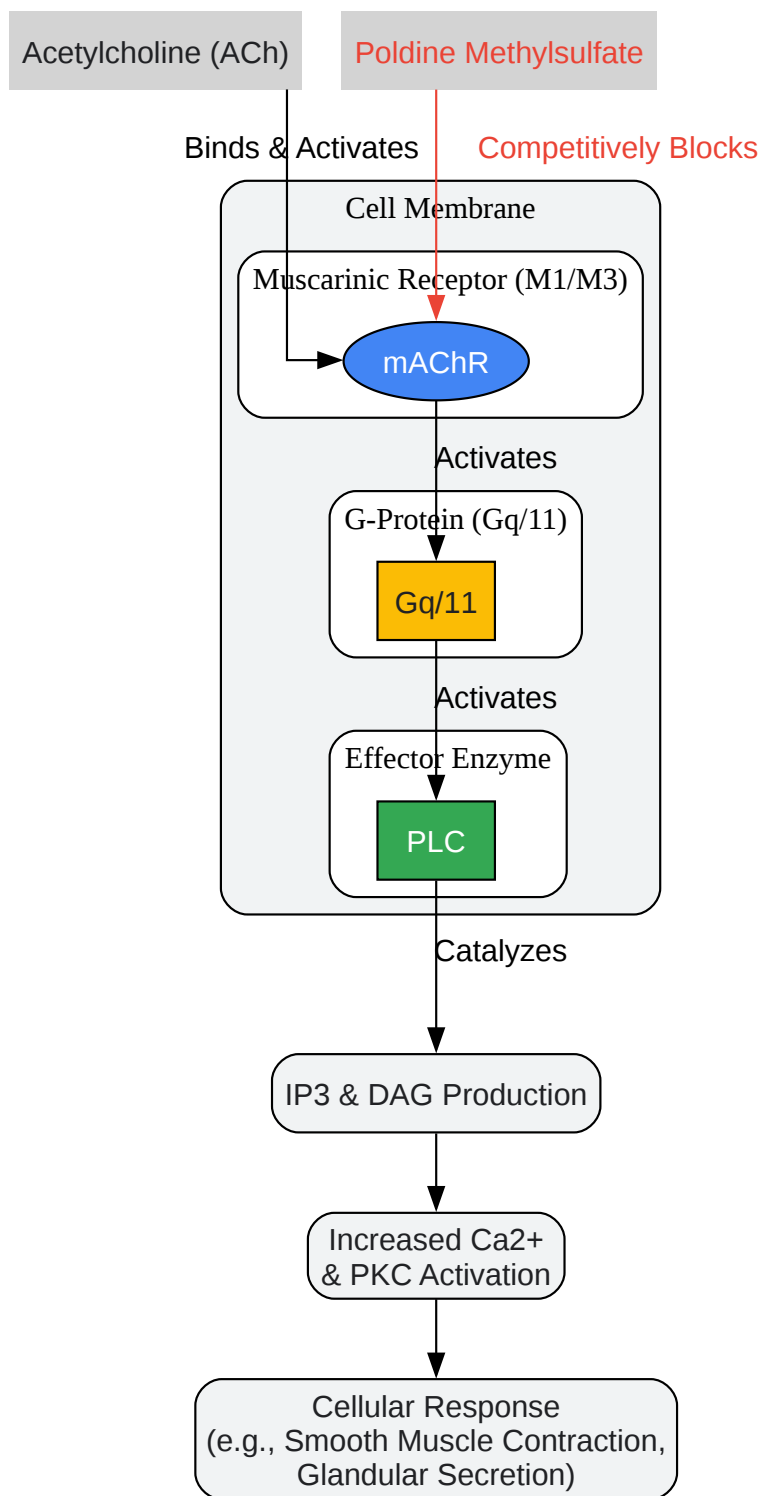 Acetylcholine (ACh)
Poldine Methylsulfate
Binds & Activates
Competitively Blocks
Cell Membrane
Muscarinic Receptor (M1/M3)
mAChR
Activates
G-Protein (Gq/11)
Gq/11
Activates
Effector Enzyme
PLC
Catalyzes
IP3 & DAG Production
Increased Ca2+
& PKC Activation
Cellular Response
(e.g., Smooth Muscle Contraction,
Glandular Secretion)